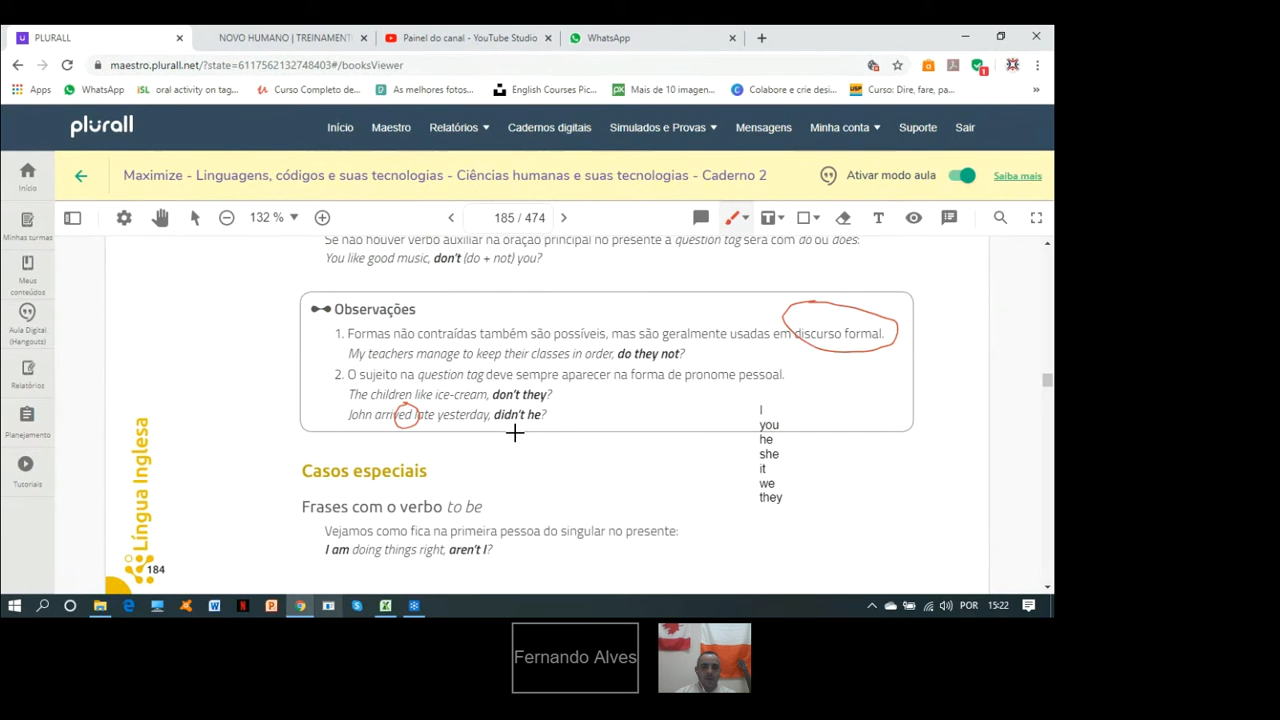 PLURALL
NOVO HUMANO | TREINAMENT
Painel do canal - YouTube Studio
WhatsApp
maestro.plurall.net/?state=6117562132748403#/booksViewer
Apps
WhatsApp
oral activity on tag...
Curso Completo de...
As melhores fotos...
English Courses Pic...
Mais de 10 imagen...
Colabore e crie desi...
Curso: Dire, fare, pa...
plurall
Início
Maestro
Relatórios
Cadernos digitais
Simulados e Provas
Mensagens
Minha conta
Suporte
Sair
Início
Minhas turmas
Meus conteúdos
Aula Digital (Hangouts)
Relatórios
Planejamento
Tutoriais
Maximize - Linguagens, códigos e suas tecnologias - Ciências humanas e suas tecnologias - Caderno 2
Ativar modo aula
Saiba mais
132 %
185 / 474
Se não houver verbo auxiliar na oração principal no presente a question tag será com do ou does:
You like good music, don't (do + not) you?
Observações
1. Formas não contraídas também são possíveis, mas são geralmente usadas em discurso formal.
My teachers manage to keep their classes in order, do they not?
2. O sujeito na question tag deve sempre aparecer na forma de pronome pessoal.
The children like ice-cream, don't they?
John arrived late yesterday, didn't he?
I
you
he
she
it
we
they
Casos especiais
Frases com o verbo to be
Vejamos como fica na primeira pessoa do singular no presente:
I am doing things right, aren't I?
Língua Inglesa
184
POR
15:22
Fernando Alves